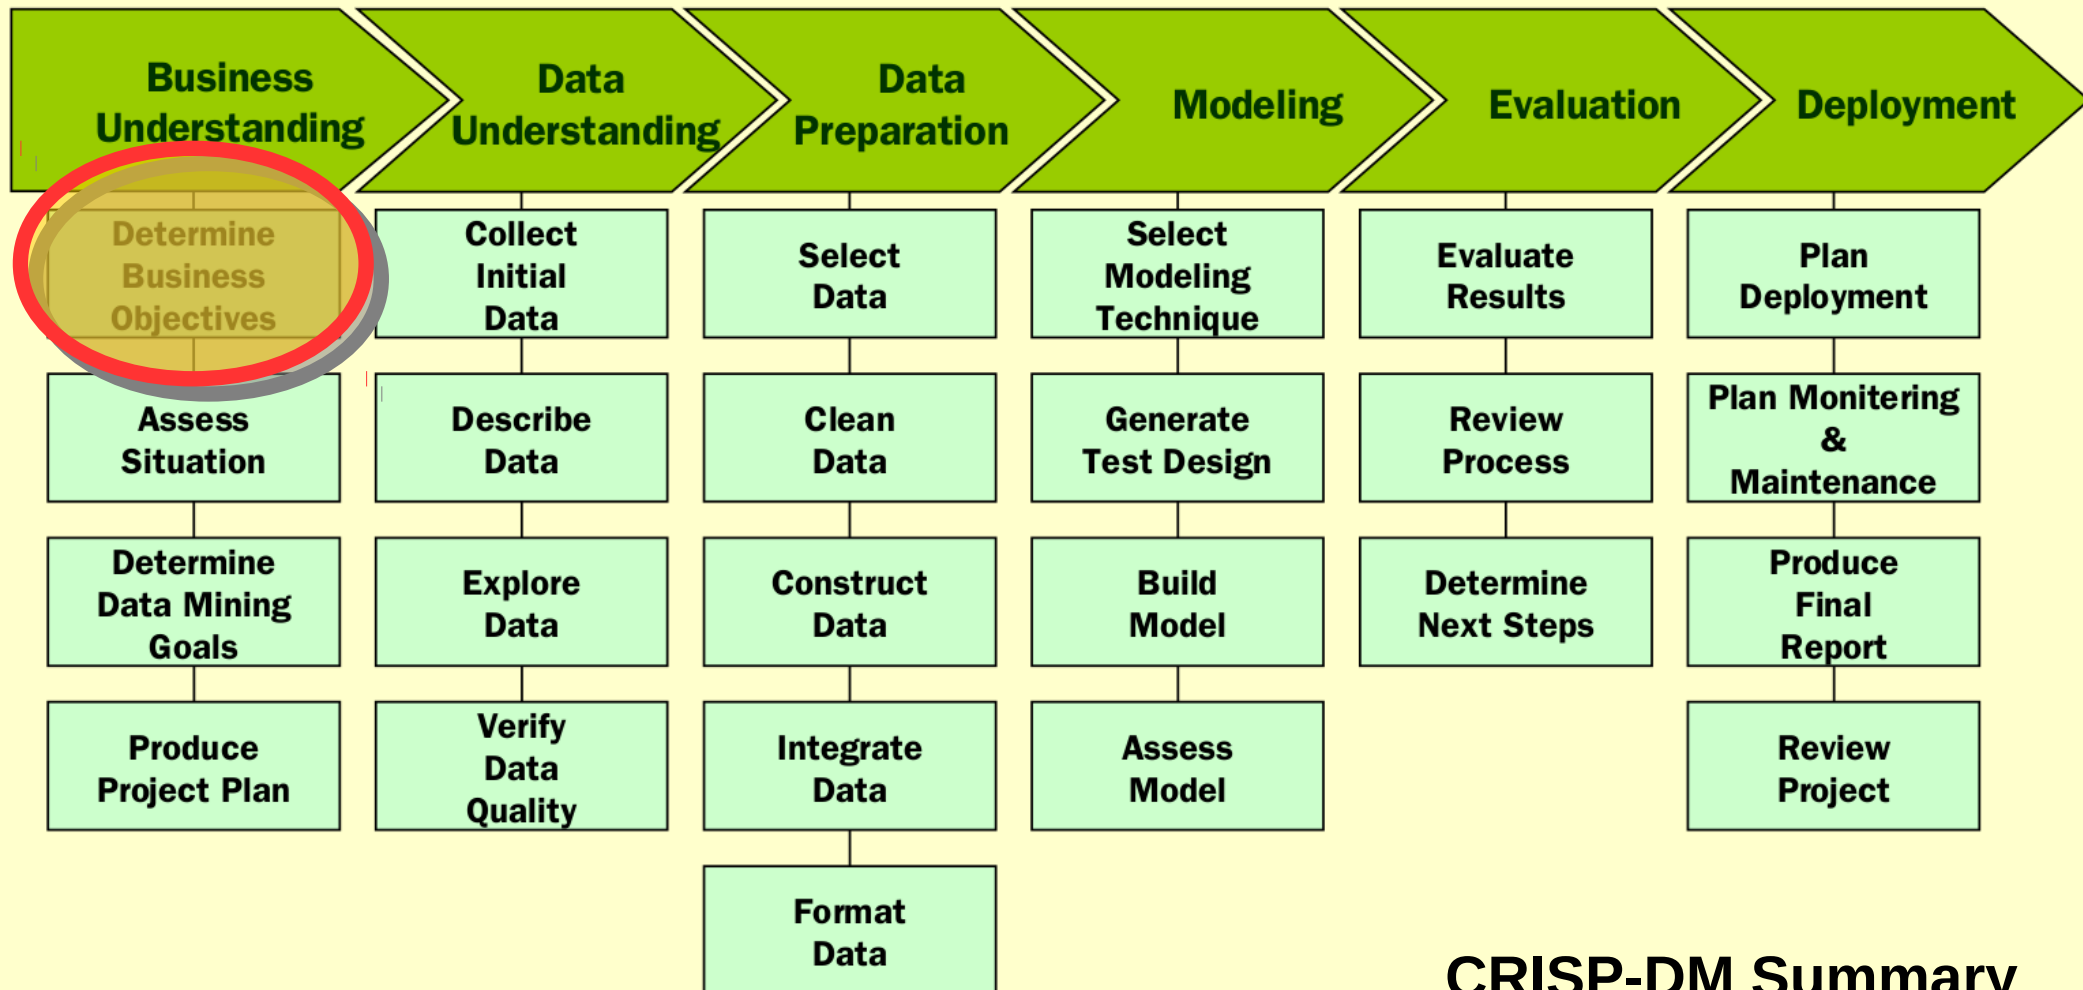 Business
Understanding
Data
Understanding
Data
Preparation
Modeling
Evaluation
Deployment
Determine
Business
Objectives
Collect
Initial
Data
Select
Data
Select
Modeling
Technique
Evaluate
Results
Plan
Deployment
Assess
Situation
Describe
Data
Clean
Data
Generate
Test Design
Review
Process
Plan Monitering
&
Maintenance
Determine
Data Mining
Goals
Explore
Data
Construct
Data
Build
Model
Determine
Next Steps
Produce
Final
Report
Produce
Project Plan
Verify
Data
Quality
Integrate
Data
Assess
Model
Review
Project
Format
Data
CRISP-DM Summary